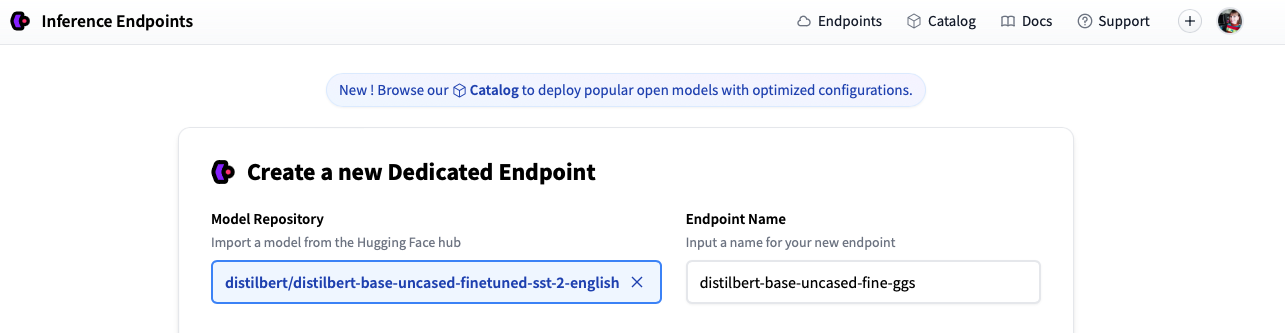 Inference Endpoints
Endpoints
Catalog
Docs
Support
New ! Browse our Catalog to deploy popular open models with optimized configurations.
Create a new Dedicated Endpoint
Model Repository
Import a model from the Hugging Face hub
distilbert/distilbert-base-uncased-finetuned-sst-2-english
Endpoint Name
Input a name for your new endpoint
distilbert-base-uncased-fine-ggs